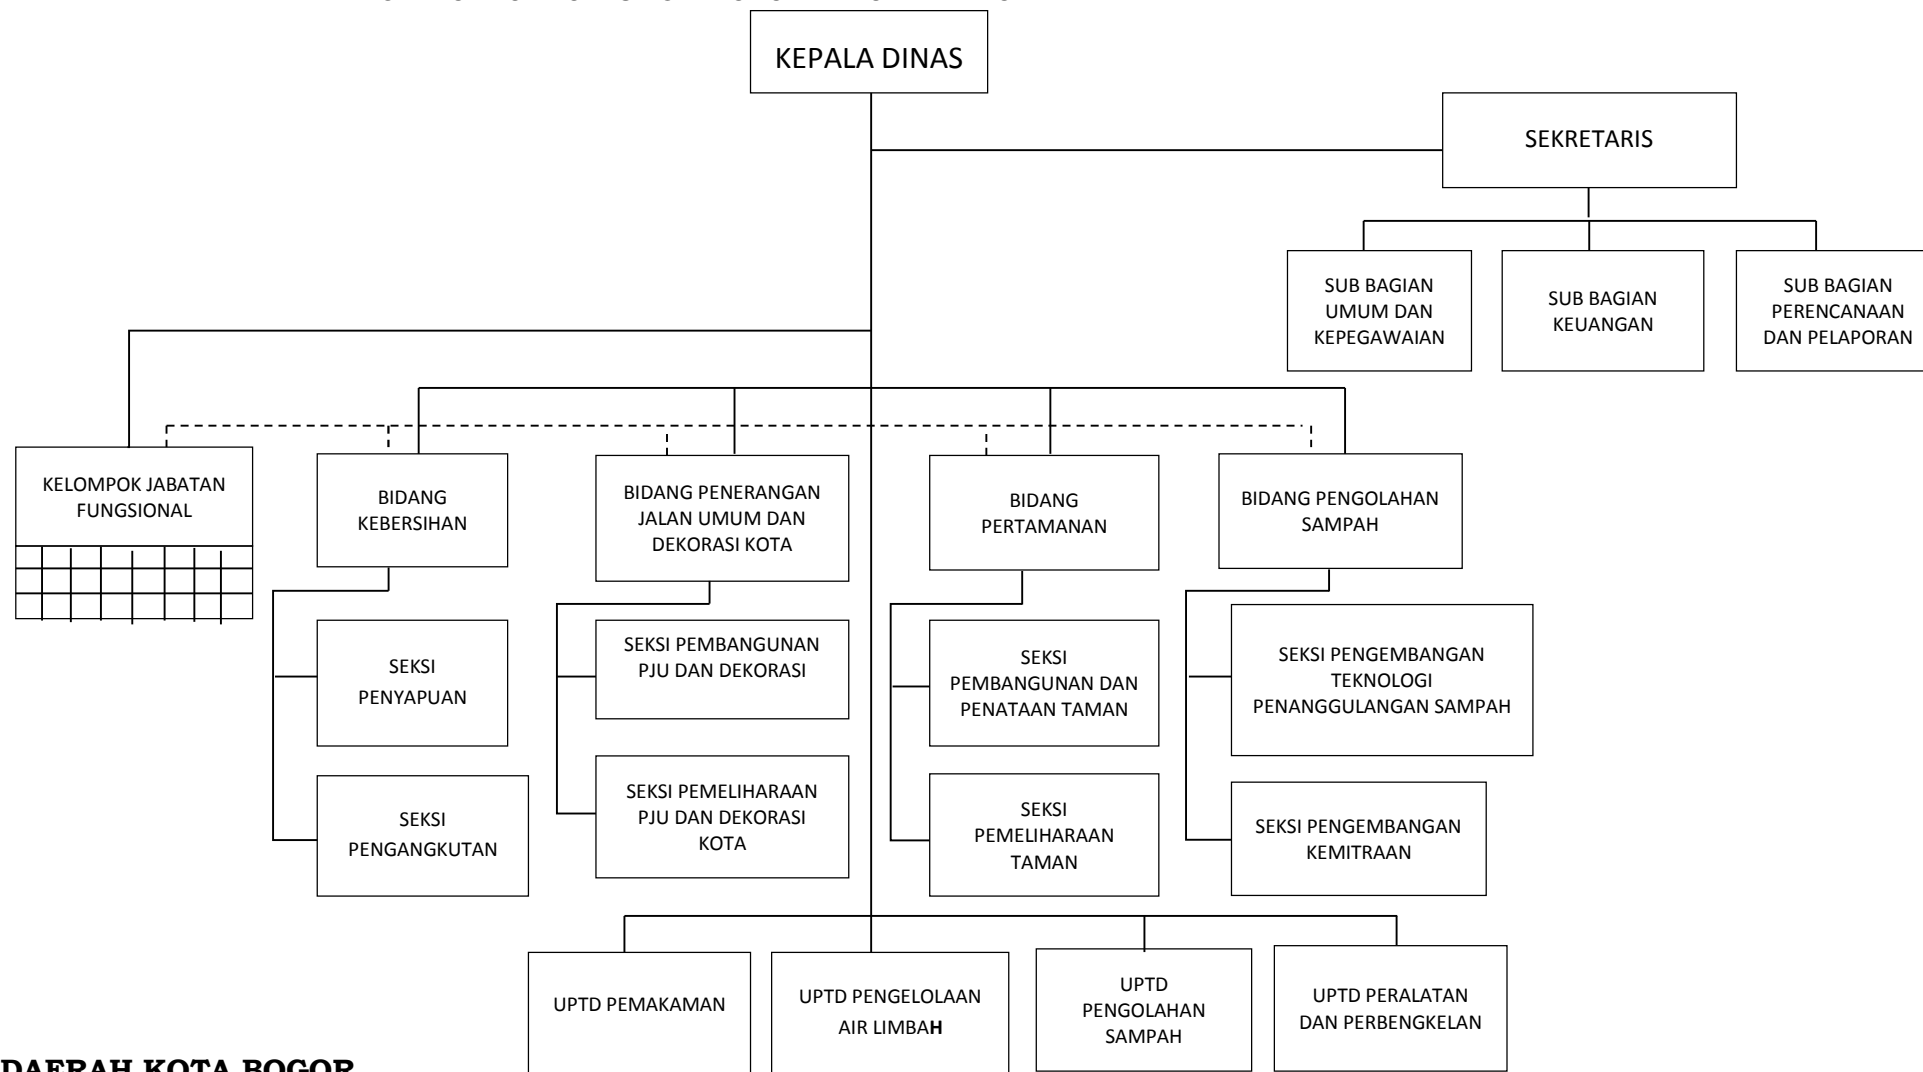 KEPALA DINAS
SEKRETARIS
SUB BAGIAN
UMUM DAN
KEPEGAWAIAN
SUB BAGIAN
KEUANGAN
SUB BAGIAN
PERENCANAAN
DAN PELAPORAN
KELOMPOK JABATAN
FUNGSIONAL
BIDANG
KEBERSIHAN
BIDANG PENERANGAN
JALAN UMUM DAN
DEKORASI KOTA
BIDANG
PERTAMANAN
BIDANG PENGOLAHAN
SAMPAH
SEKSI
PENYAPUAN
SEKSI PEMBANGUNAN
PJU DAN DEKORASI
SEKSI
PEMBANGUNAN DAN
PENATAAN TAMAN
SEKSI PENGEMBANGAN
TEKNOLOGI
PENANGGULANGAN SAMPAH
SEKSI
PENGANGKUTAN
SEKSI PEMELIHARAAN
PJU DAN DEKORASI
KOTA
SEKSI
PEMELIHARAAN
TAMAN
SEKSI PENGEMBANGAN
KEMITRAAN
UPTD PEMAKAMAN
UPTD PENGELOLAAN
AIR LIMBAH
UPTD
PENGOLAHAN
SAMPAH
UPTD PERALATAN
DAN PERBENGKELAN
DAERAH KOTA BOGOR